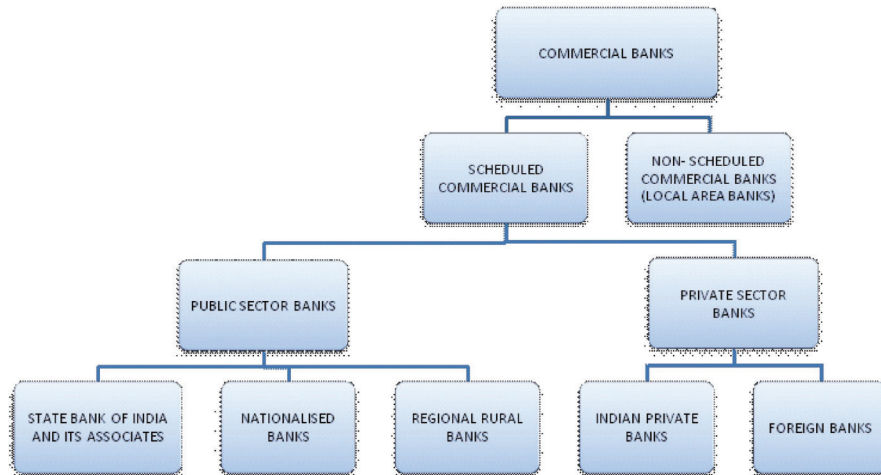 COMMERCIAL BANKS
SCHEDULED
COMMERCIAL BANKS
NON- SCHEDULED
COMMERCIAL BANKS
(LOCAL AREA BANKS)
PUBLIC SECTOR BANKS
PRIVATE SECTOR
BANKS
STATE BANK OF INDIA
AND ITS ASSOCIATES
NATIONALISED
BANKS
REGIONAL RURAL
BANKS
INDIAN PRIVATE
BANKS
FOREIGN BANKS